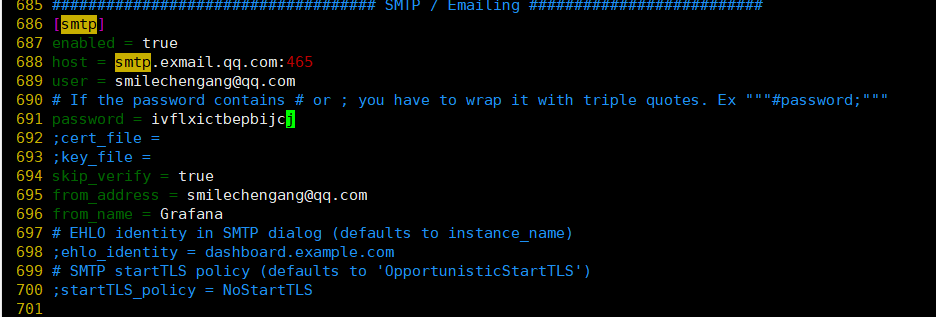 685 #################################### SMTP / Emailing ##########################
686 [smtp]
687 enabled = true
688 host = smtp.exmail.qq.com:465
689 user = smilechengang@qq.com
690 # If the password contains # or ; you have to wrap it with triple quotes. Ex """#password;"""
691 password = ivflxictbepbijcj
692 ;cert_file =
693 ;key_file =
694 skip_verify = true
695 from_address = smilechengang@qq.com
696 from_name = Grafana
697 # EHLO identity in SMTP dialog (defaults to instance_name)
698 ;ehlo_identity = dashboard.example.com
699 # SMTP startTLS policy (defaults to 'OpportunisticStartTLS')
700 ;startTLS_policy = NoStartTLS
701